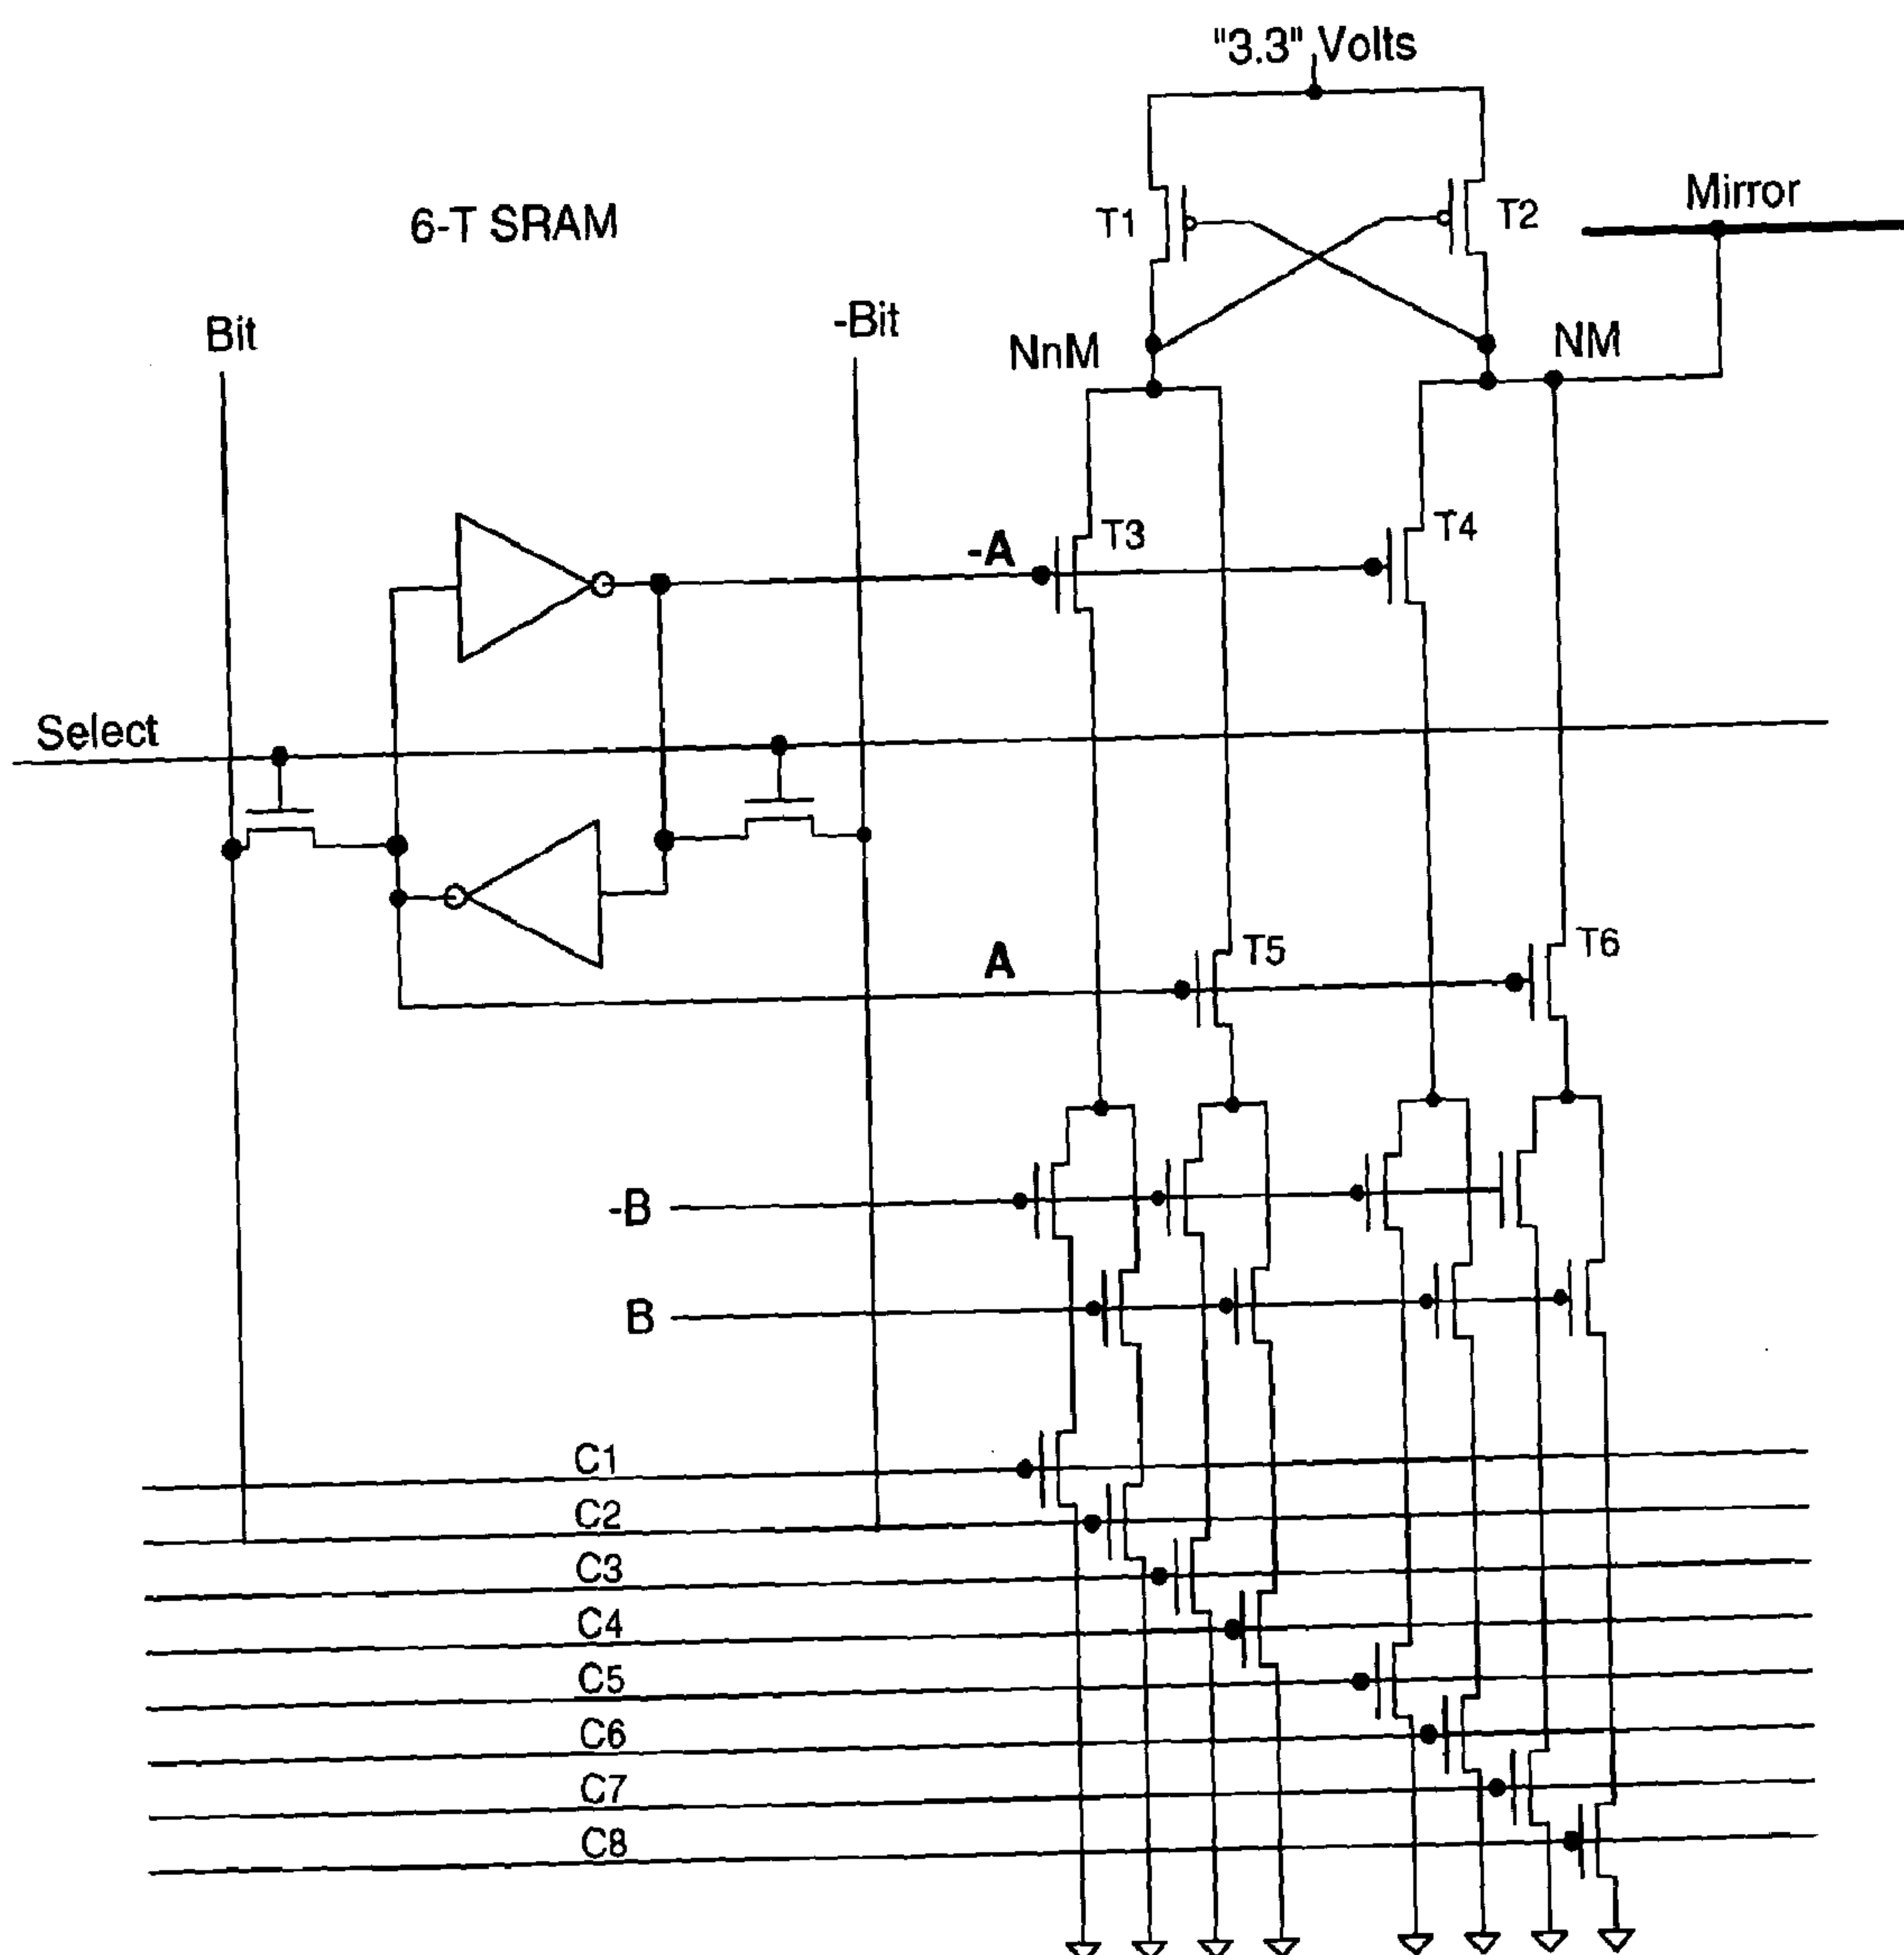 "3.3" Volts
6-T SRAM
T1
T2
Mirror
Bit
-Bit
NnM
NM
-A
T3
T4
Select
A
T5
T6
-B
B
C1
C2
C3
C4
C5
C6
C7
C8